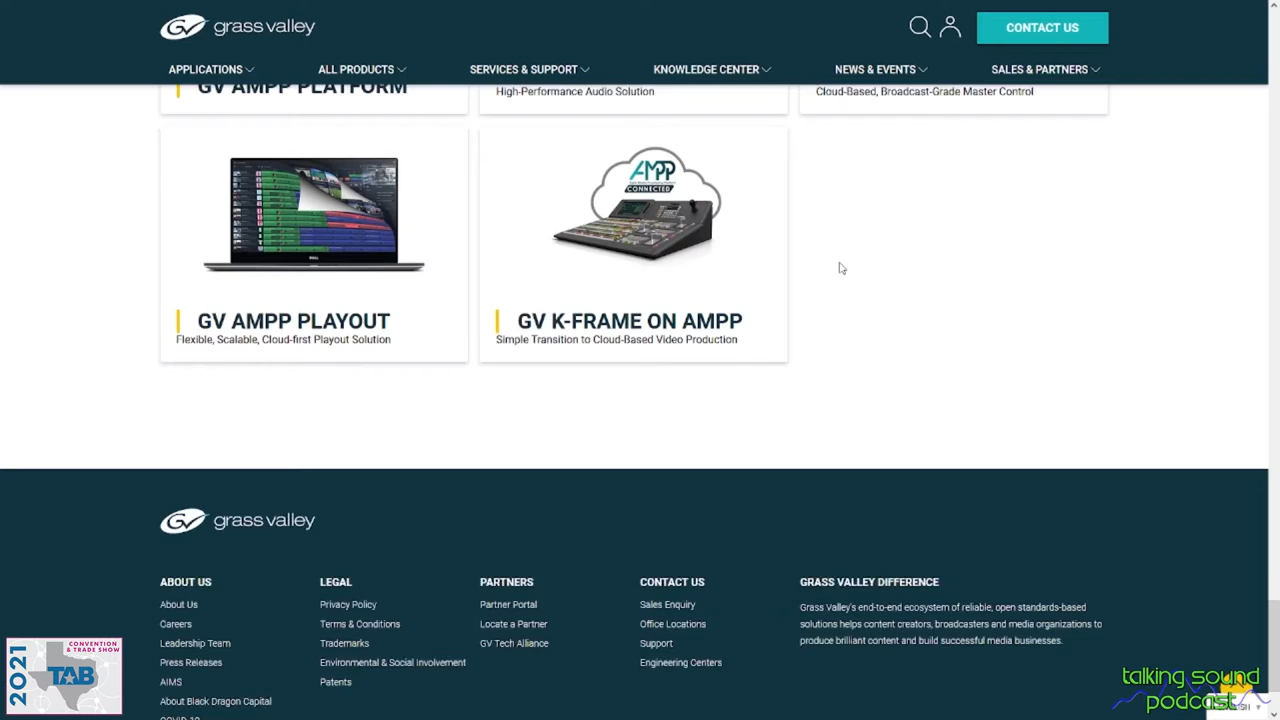 grass valley
CONTACT US
APPLICATIONS
ALL PRODUCTS
SERVICES & SUPPORT
KNOWLEDGE CENTER
NEWS & EVENTS
SALES & PARTNERS
GV AMPP PLATFORM
High-Performance Audio Solution
Cloud-Based, Broadcast-Grade Master Control
AMPP
CONNECTED
DELL
GV AMPP PLAYOUT
Flexible, Scalable, Cloud-first Playout Solution
GV K-FRAME ON AMPP
Simple Transition to Cloud-Based Video Production
grass valley
ABOUT US
About Us
Careers
Leadership Team
Press Releases
AIMS
About Black Dragon Capital
COVID-19
LEGAL
Privacy Policy
Terms & Conditions
Trademarks
Environmental & Social Involvement
Patents
PARTNERS
Partner Portal
Locate a Partner
GV Tech Alliance
CONTACT US
Sales Enquiry
Office Locations
Support
Engineering Centers
GRASS VALLEY DIFFERENCE
Grass Valley's end-to-end ecosystem of reliable, open standards-based
solutions helps content creators, broadcasters and media organizations to
produce brilliant content and build successful media businesses.
2021
CONVENTION
& TRADE SHOW
TAB
talking sound
podcast